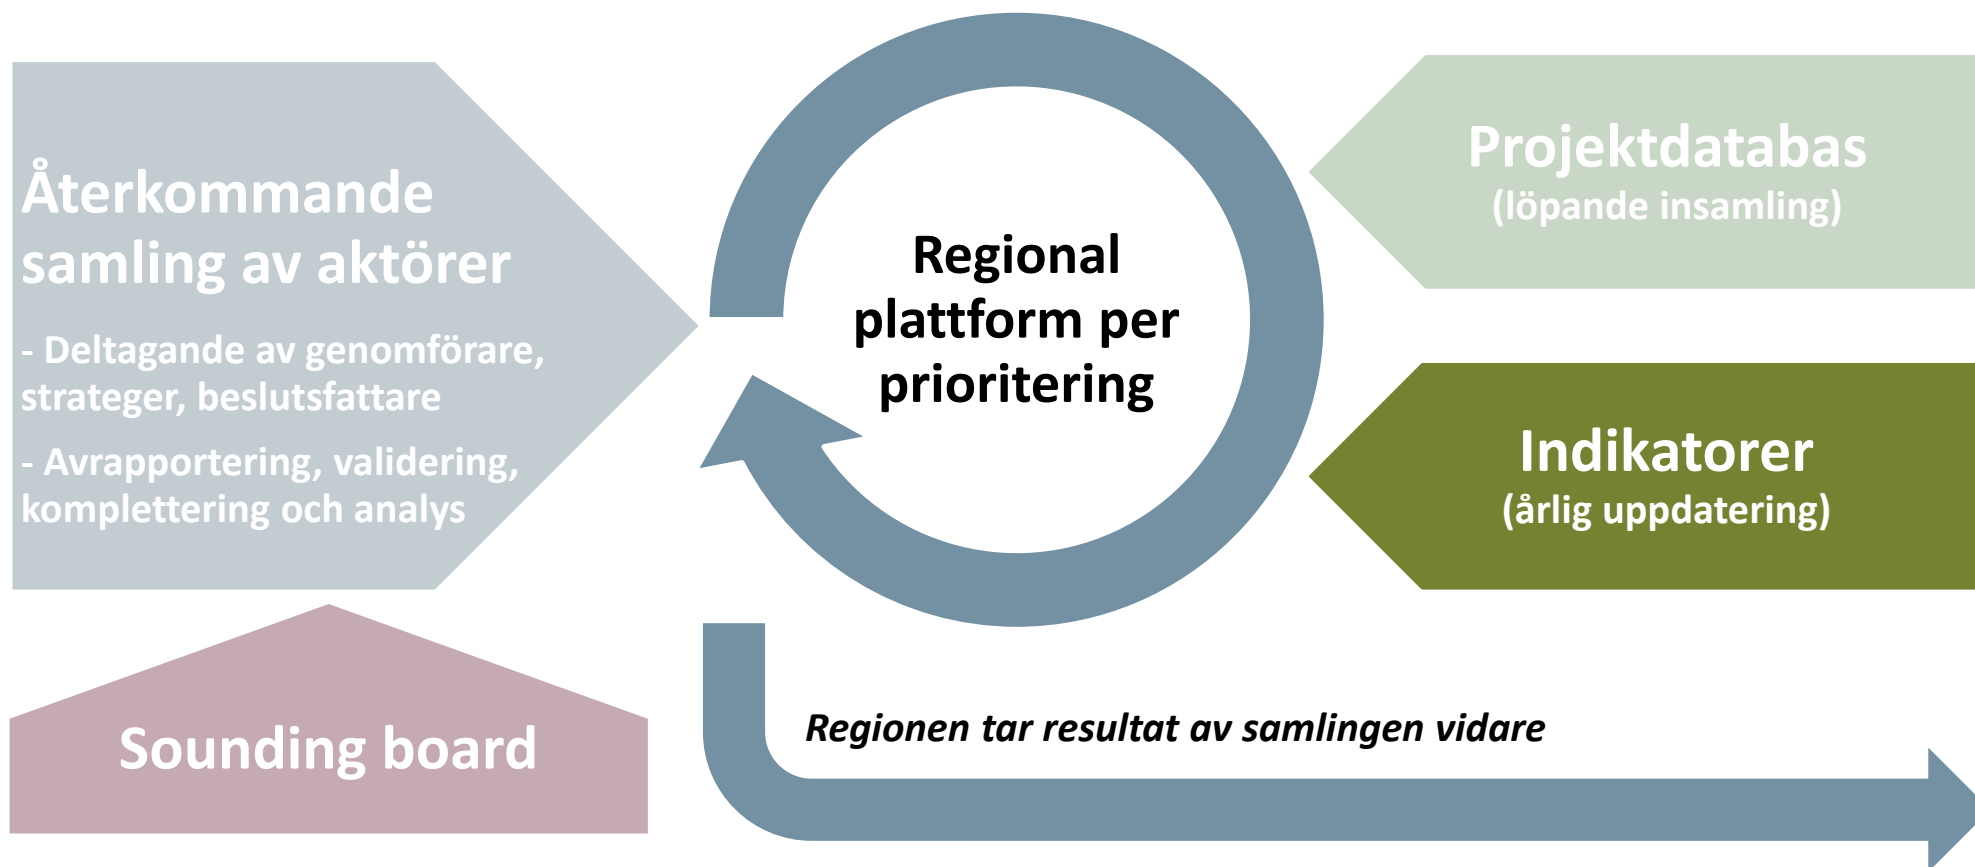 Återkommande
samling av aktörer
- Deltagande av genomförare,
strateger, beslutsfattare
- Avrapportering, validering,
komplettering och analys
Sounding board
Regional
plattform per
prioritering
Projektdatabas
(löpande insamling)
Indikatorer
(årlig uppdatering)
Regionen tar resultat av samlingen vidare